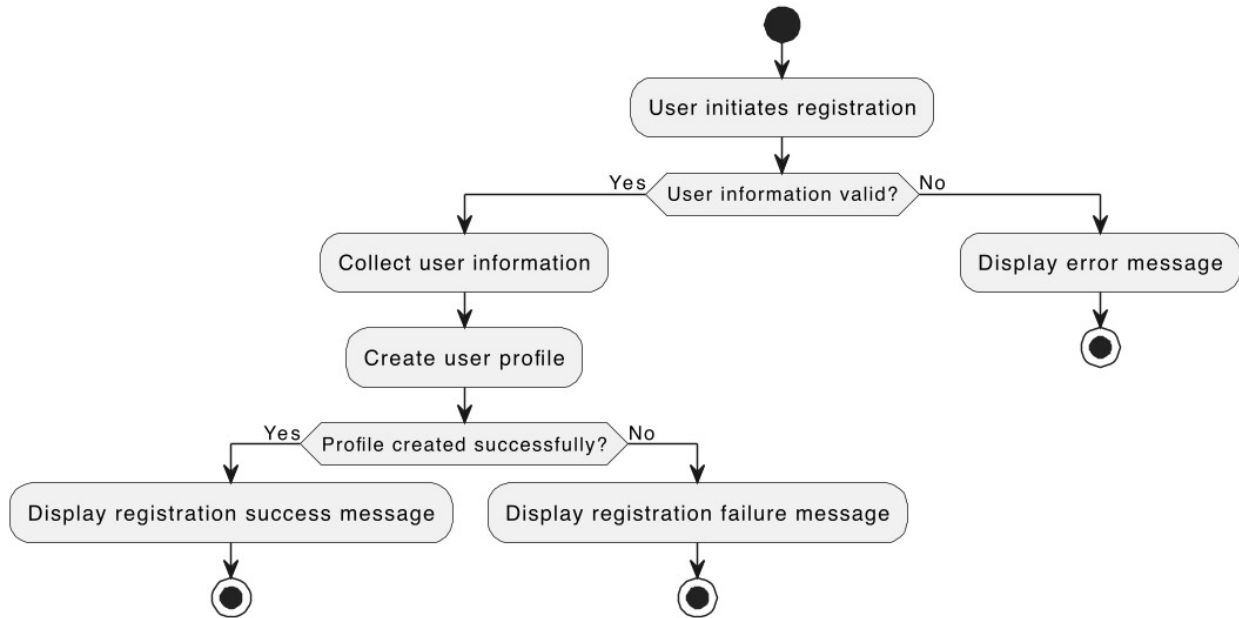 User initiates registration
Yes
User information valid?
No
Collect user information
Display error message
Create user profile
Yes
Profile created successfully?
No
Display registration success message
Display registration failure message